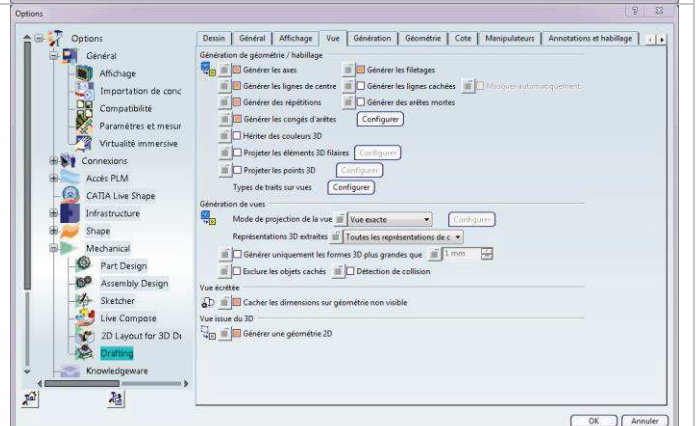 Options
Options
Général
Affichage
Importation de conc
Compatibilité
Paramètres et mesur
Virtualité immersive
Connexions
Accès PLM
CATIA Live Shape
Infrastructure
Shape
Mechanical
Part Design
Assembly Design
Sketcher
Live Compose
2D Layout for 3D De
Drafting
Knowledgeware
Dessin Général Affichage Vue Génération Géométrie Cote Manipulateurs Annotations et habillage
Génération de géométrie / habillage
Générer les axes Générer les filetages
Générer les lignes de centre Générer les lignes cachées Masquer automatiquement
Générer des répétitions Générer des arêtes mortes
Générer les congés d'arêtes Configurer
Hériter des couleurs 3D
Projeter les éléments 3D filaires Configurer
Projeter les points 3D Configurer
Types de traits sur vues Configurer
Génération de vues
Mode de projection de la vue Vue exacte Configurer
Représentations 3D extraites Toutes les représentations de c
Générer uniquement les formes 3D plus grandes que 1 mm
Exclure les objets cachés Détection de collision
Vue écrêtée
Cacher les dimensions sur géométrie non visible
Vue issue du 3D
Générer une géométrie 2D
OK Annuler